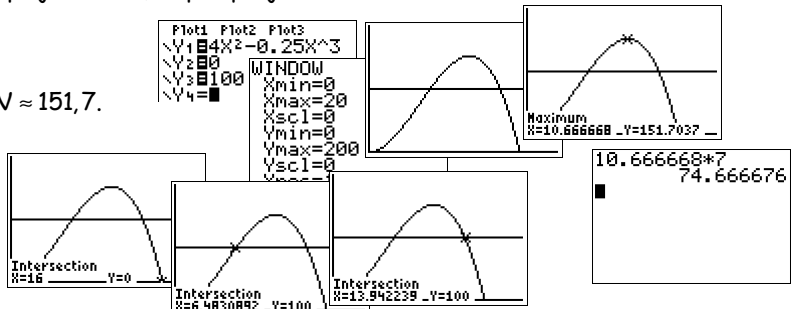 V ≈ 151,7.
Plot1 Plot2 Plot3
\Y1=4X²-0.25X^3
\Y2=0
\Y3=100
\Y4=
WINDOW
Xmin=0
Xmax=20
Xscl=0
Ymin=0
Ymax=200
Yscl=0
Maximum
X=10.666668 Y=151.7037
10.666668*7
74.666676
Intersection
X=16 Y=0
Intersection
X=6.4830892 Y=100
Intersection
X=13.942239 Y=100